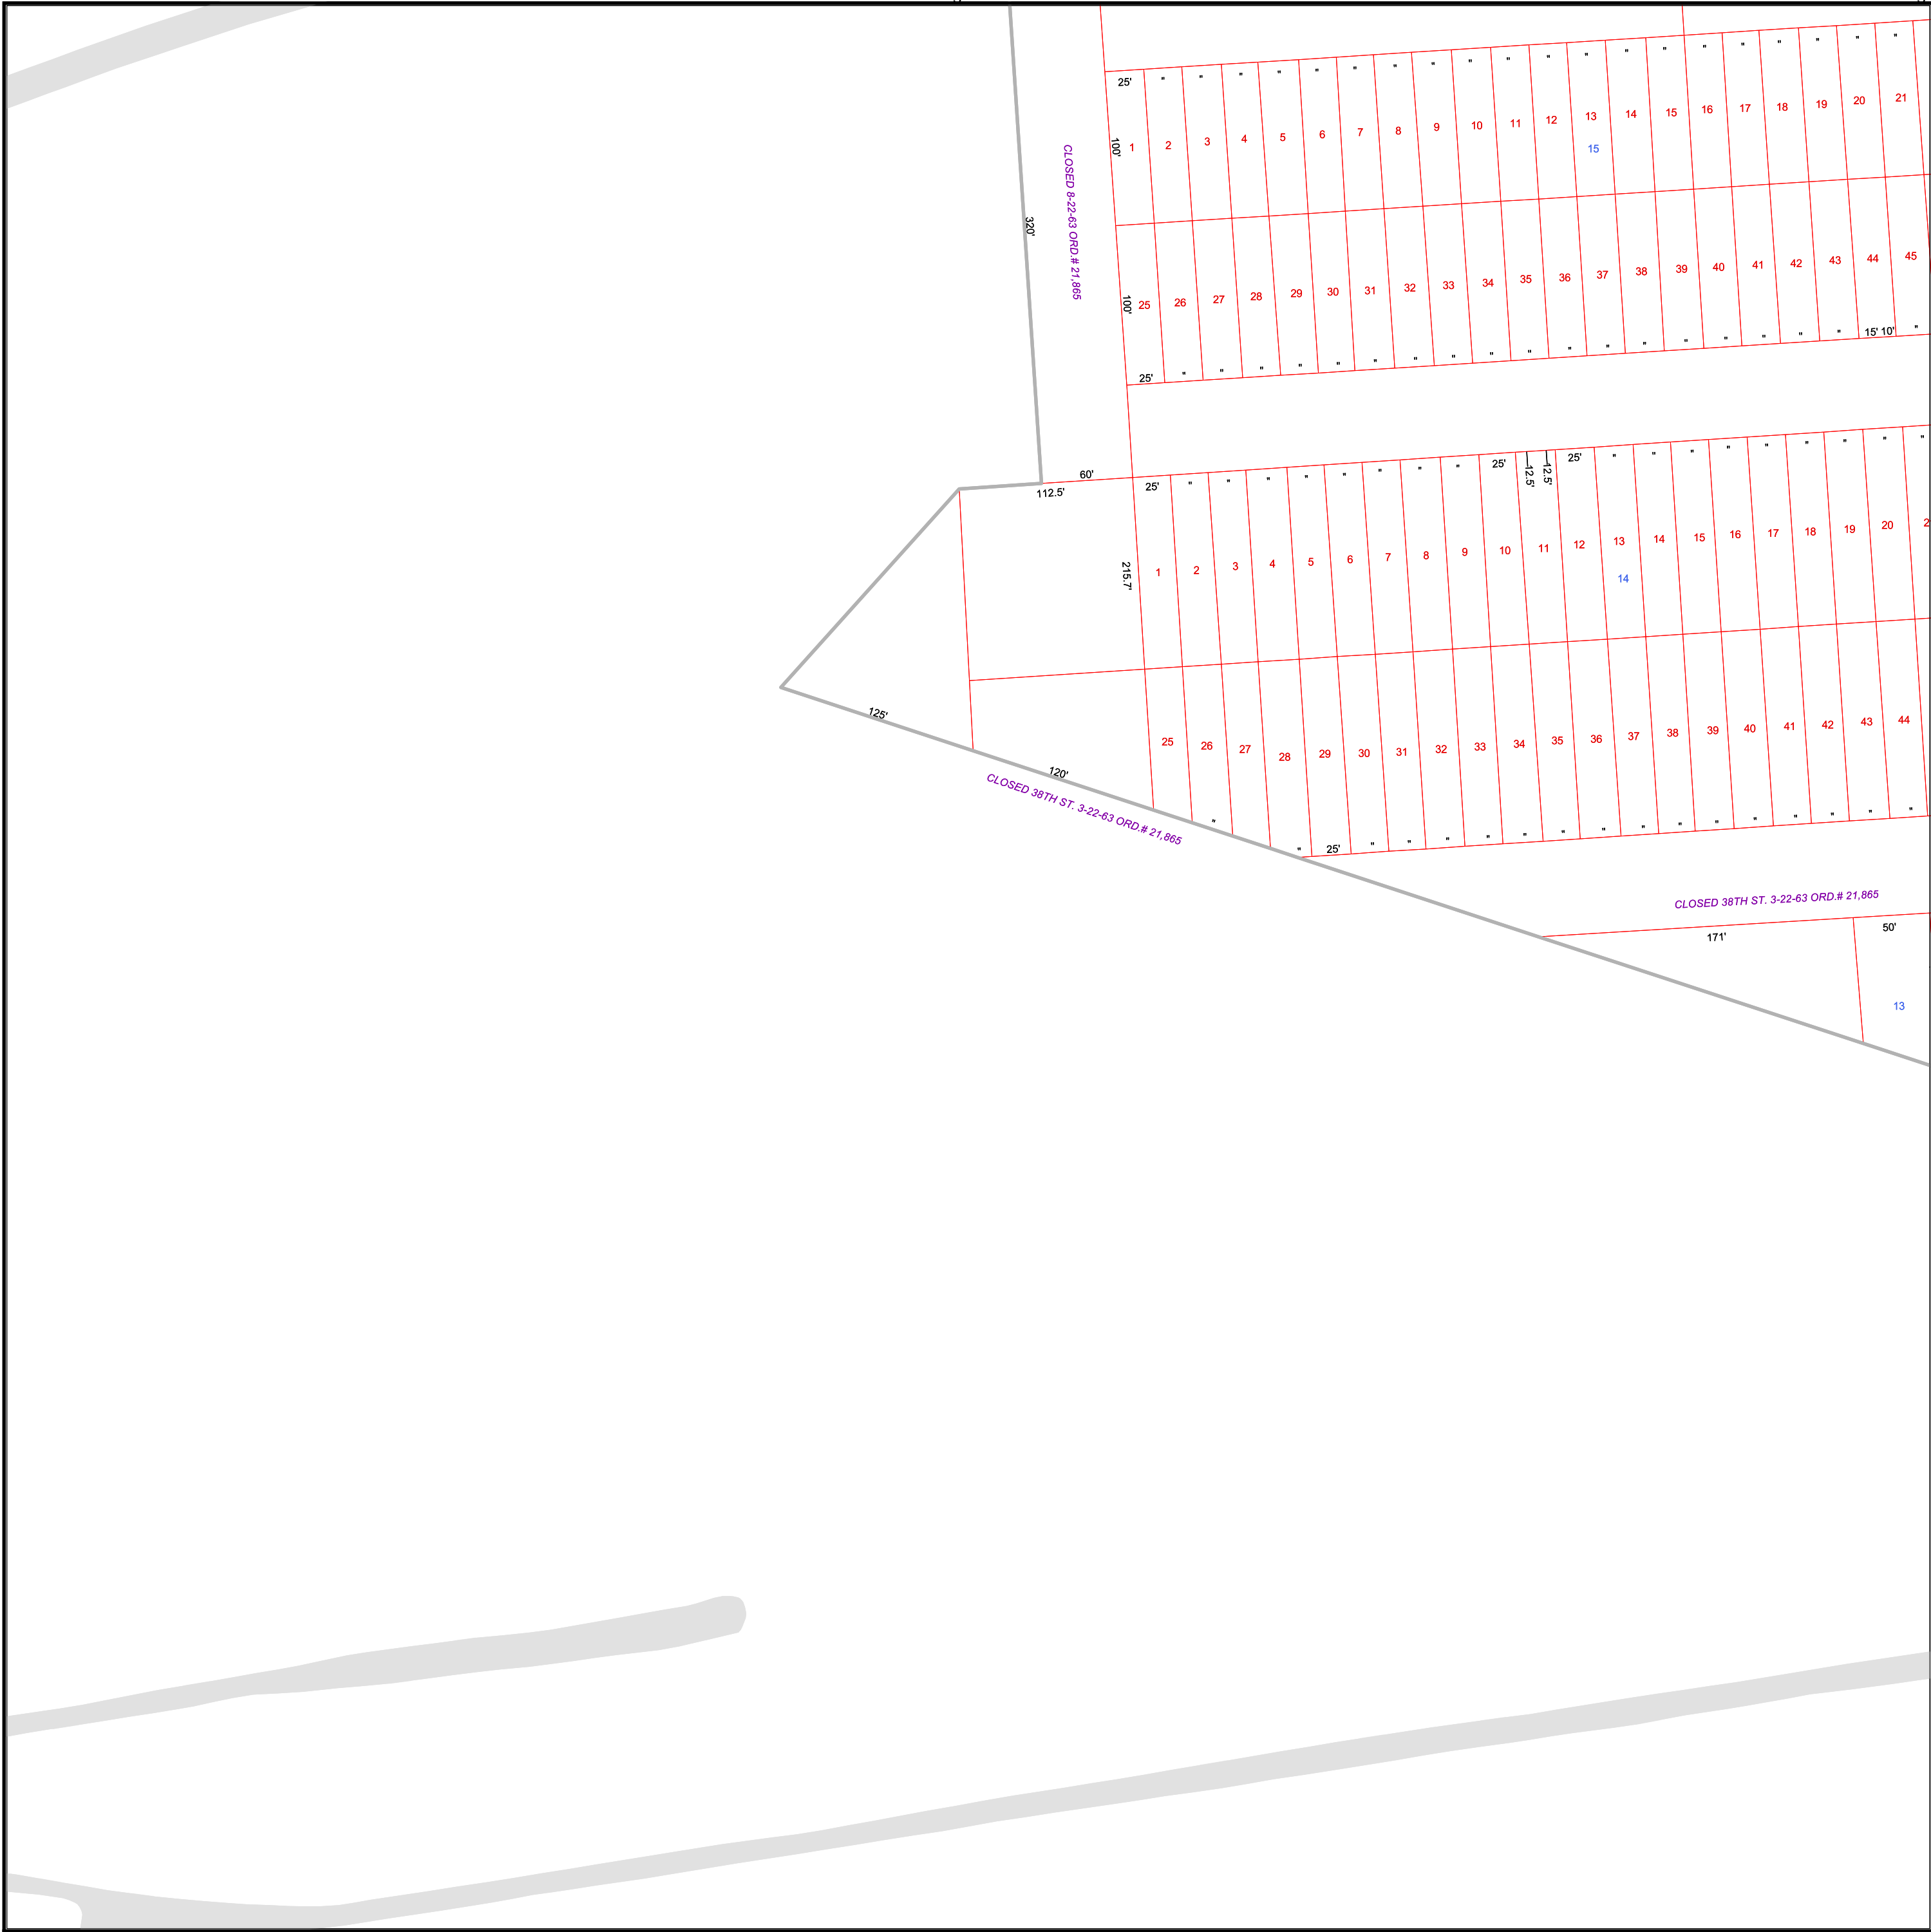 25' " " " " " " " " " " " " " " " " " " " "
1 2 3 4 5 6 7 8 9 10 11 12 13 14 15 16 17 18 19 20 21
100'
15
CLOSED 8-22-63 ORD.# 21,865
320'
25 26 27 28 29 30 31 32 33 34 35 36 37 38 39 40 41 42 43 44 45
100'
25' " " " " " " " " " " " " " " " " " " 15' 10' "
60'
112.5'
25' " " " " " " " " 25' 12.5' 12.5' 25' " " " " " " " " "
215.7'
1 2 3 4 5 6 7 8 9 10 11 12 13 14 15 16 17 18 19 20 2
14
125'
120'
25 26 27 28 29 30 31 32 33 34 35 36 37 38 39 40 41 42 43 44
CLOSED 38TH ST. 3-22-63 ORD.# 21,865
" " 25' " " " " " " " " " " " " " " "
CLOSED 38TH ST. 3-22-63 ORD.# 21,865
171' 50'
13